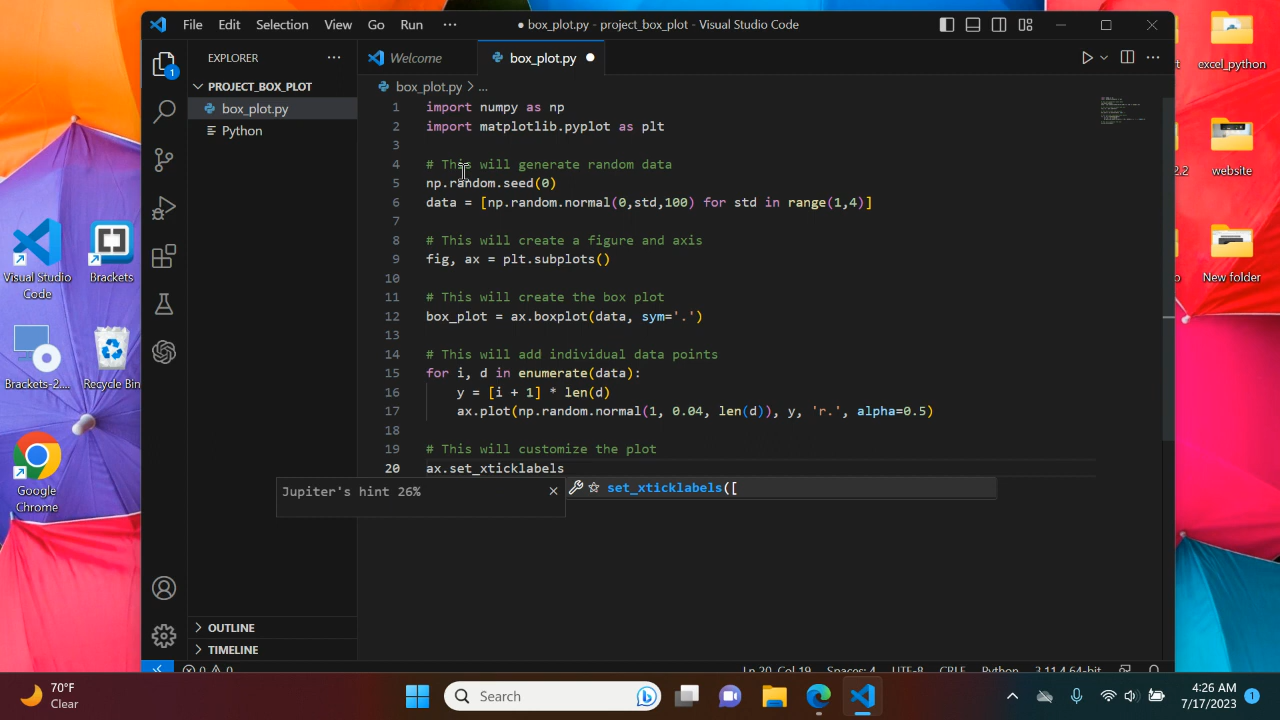 File Edit Selection View Go Run ··· ● box_plot.py - project_box_plot - Visual Studio Code
EXPLORER ···
Welcome
box_plot.py ●
PROJECT_BOX_PLOT
box_plot.py
Python
box_plot.py > ...
1 import numpy as np
2 import matplotlib.pyplot as plt
3
4 # This will generate random data
5 np.random.seed(0)
6 data = [np.random.normal(0,std,100) for std in range(1,4)]
7
8 # This will create a figure and axis
9 fig, ax = plt.subplots()
10
11 # This will create the box plot
12 box_plot = ax.boxplot(data, sym='.')
13
14 # This will add individual data points
15 for i, d in enumerate(data):
16 y = [i + 1] * len(d)
17 ax.plot(np.random.normal(1, 0.04, len(d)), y, 'r.', alpha=0.5)
18
19 # This will customize the plot
20 ax.set_xticklabels
Jupiter's hint 26%
set_xticklabels([
1
OUTLINE
TIMELINE
0 0
Ln 20, Col 19 Spaces: 4 UTF-8 CRLF Python 3.11.4 64-bit
Visual Studio Code
Brackets
Brackets-2....
Recycle Bin
Google Chrome
excel_python
website
New folder
70°F
Clear
Search
4:26 AM
7/17/2023
1